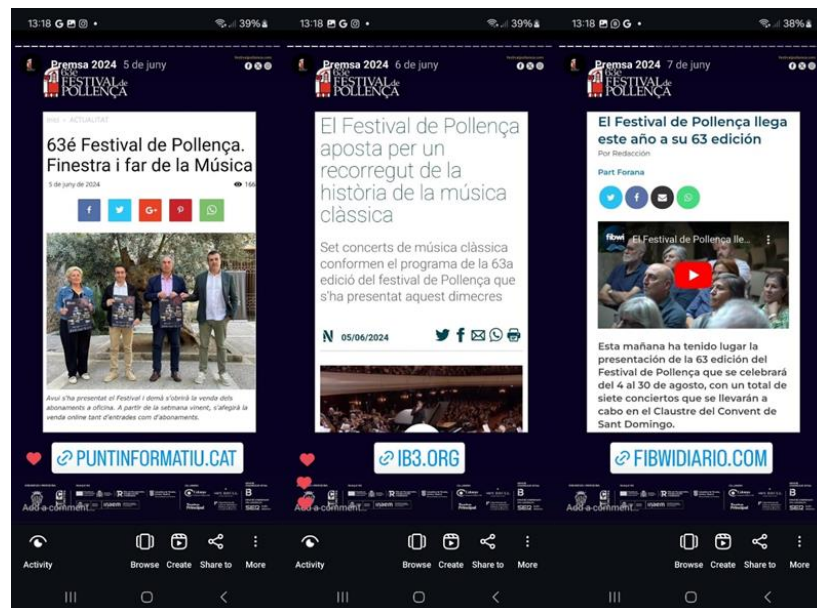 13:18
39%
Premsa 2024 5 de juny
63è
FESTIVAL de
POLLENÇA
Inici › ACTUALITAT
63é Festival de Pollença.
Finestra i far de la Música
5 de juny de 2024
166
Avui s'ha presentat el Festival i demà s'obrirà la venda dels
abonaments a oficina. A partir de la setmana vinent, s'afegirà la
venda online tant d'entrades com d'abonaments.
PUNTINFORMATIU.CAT
Add a comment...
Activity
Browse Create Share to More
13:18
39%
Premsa 2024 6 de juny
63è
FESTIVAL de
POLLENÇA
El Festival de Pollença
aposta per un
recorregut de la
història de la música
clàssica
Set concerts de música clàssica
conformen el programa de la 63a
edició del festival de Pollença que
s'ha presentat aquest dimecres
N 05/06/2024
IB3.ORG
Add a comment...
Activity
Browse Create Share to More
13:18
38%
Premsa 2024 7 de juny
63è
FESTIVAL de
POLLENÇA
El Festival de Pollença llega
este año a su 63 edición
Por Redacción
Part Forana
fibwi El Festival de Pollença lle...
Esta mañana ha tenido lugar la
presentación de la 63 edición del
Festival de Pollença que se celebrará
del 4 al 30 de agosto, con un total de
siete conciertos que se llevarán a
cabo en el Claustre del Convent de
Sant Domingo.
FIBWIDIARIO.COM
Add a comment...
Browse Create Share to More